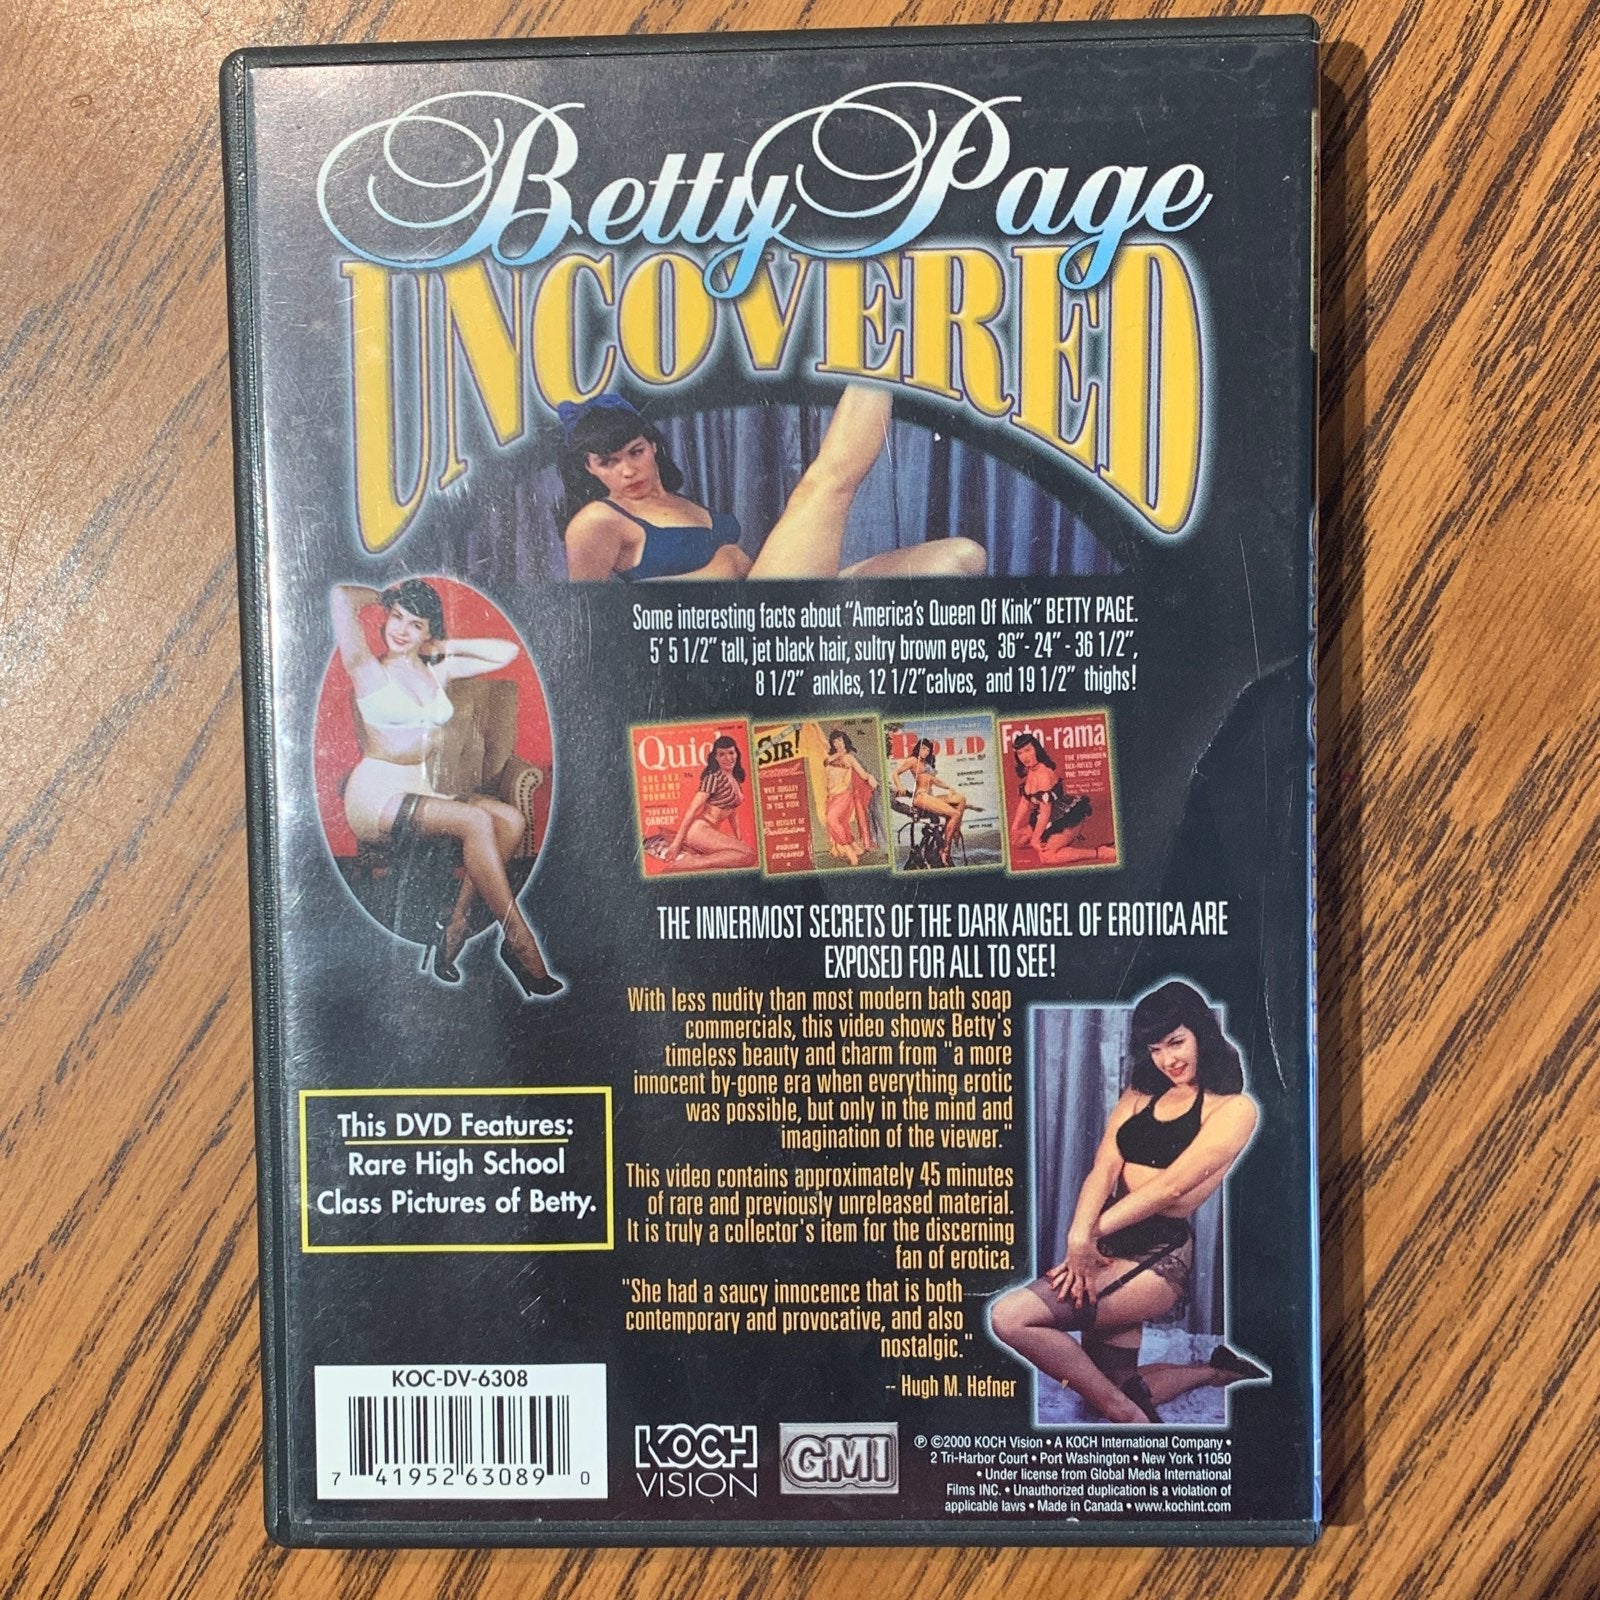 Betty Page
UNCOVERED
Some interesting facts about "America's Queen Of Kink" BETTY PAGE.
5' 5 1/2" tall, jet black hair, sultry brown eyes, 36" - 24" - 36 1/2",
8 1/2" ankles, 12 1/2" calves, and 19 1/2" thighs!
Quic
SIR!
BOLD
Foto-rama
THE INNERMOST SECRETS OF THE DARK ANGEL OF EROTICA ARE
EXPOSED FOR ALL TO SEE!
With less nudity than most modern bath soap
commercials, this video shows Betty's
timeless beauty and charm from "a more
innocent by-gone era when everything erotic
was possible, but only in the mind and
imagination of the viewer."
This video contains approximately 45 minutes
of rare and previously unreleased material.
It is truly a collector's item for the discerning
fan of erotica.
"She had a saucy innocence that is both
contemporary and provocative, and also
nostalgic."
-- Hugh M. Hefner
This DVD Features:
Rare High School
Class Pictures of Betty.
KOC-DV-6308
7 41952 63089 0
KOCH
VISION
GMI
℗ ©2000 KOCH Vision • A KOCH International Company •
2 Tri-Harbor Court • Port Washington • New York 11050
• Under license from Global Media International
Films INC. • Unauthorized duplication is a violation of
applicable laws • Made in Canada • www.kochint.com